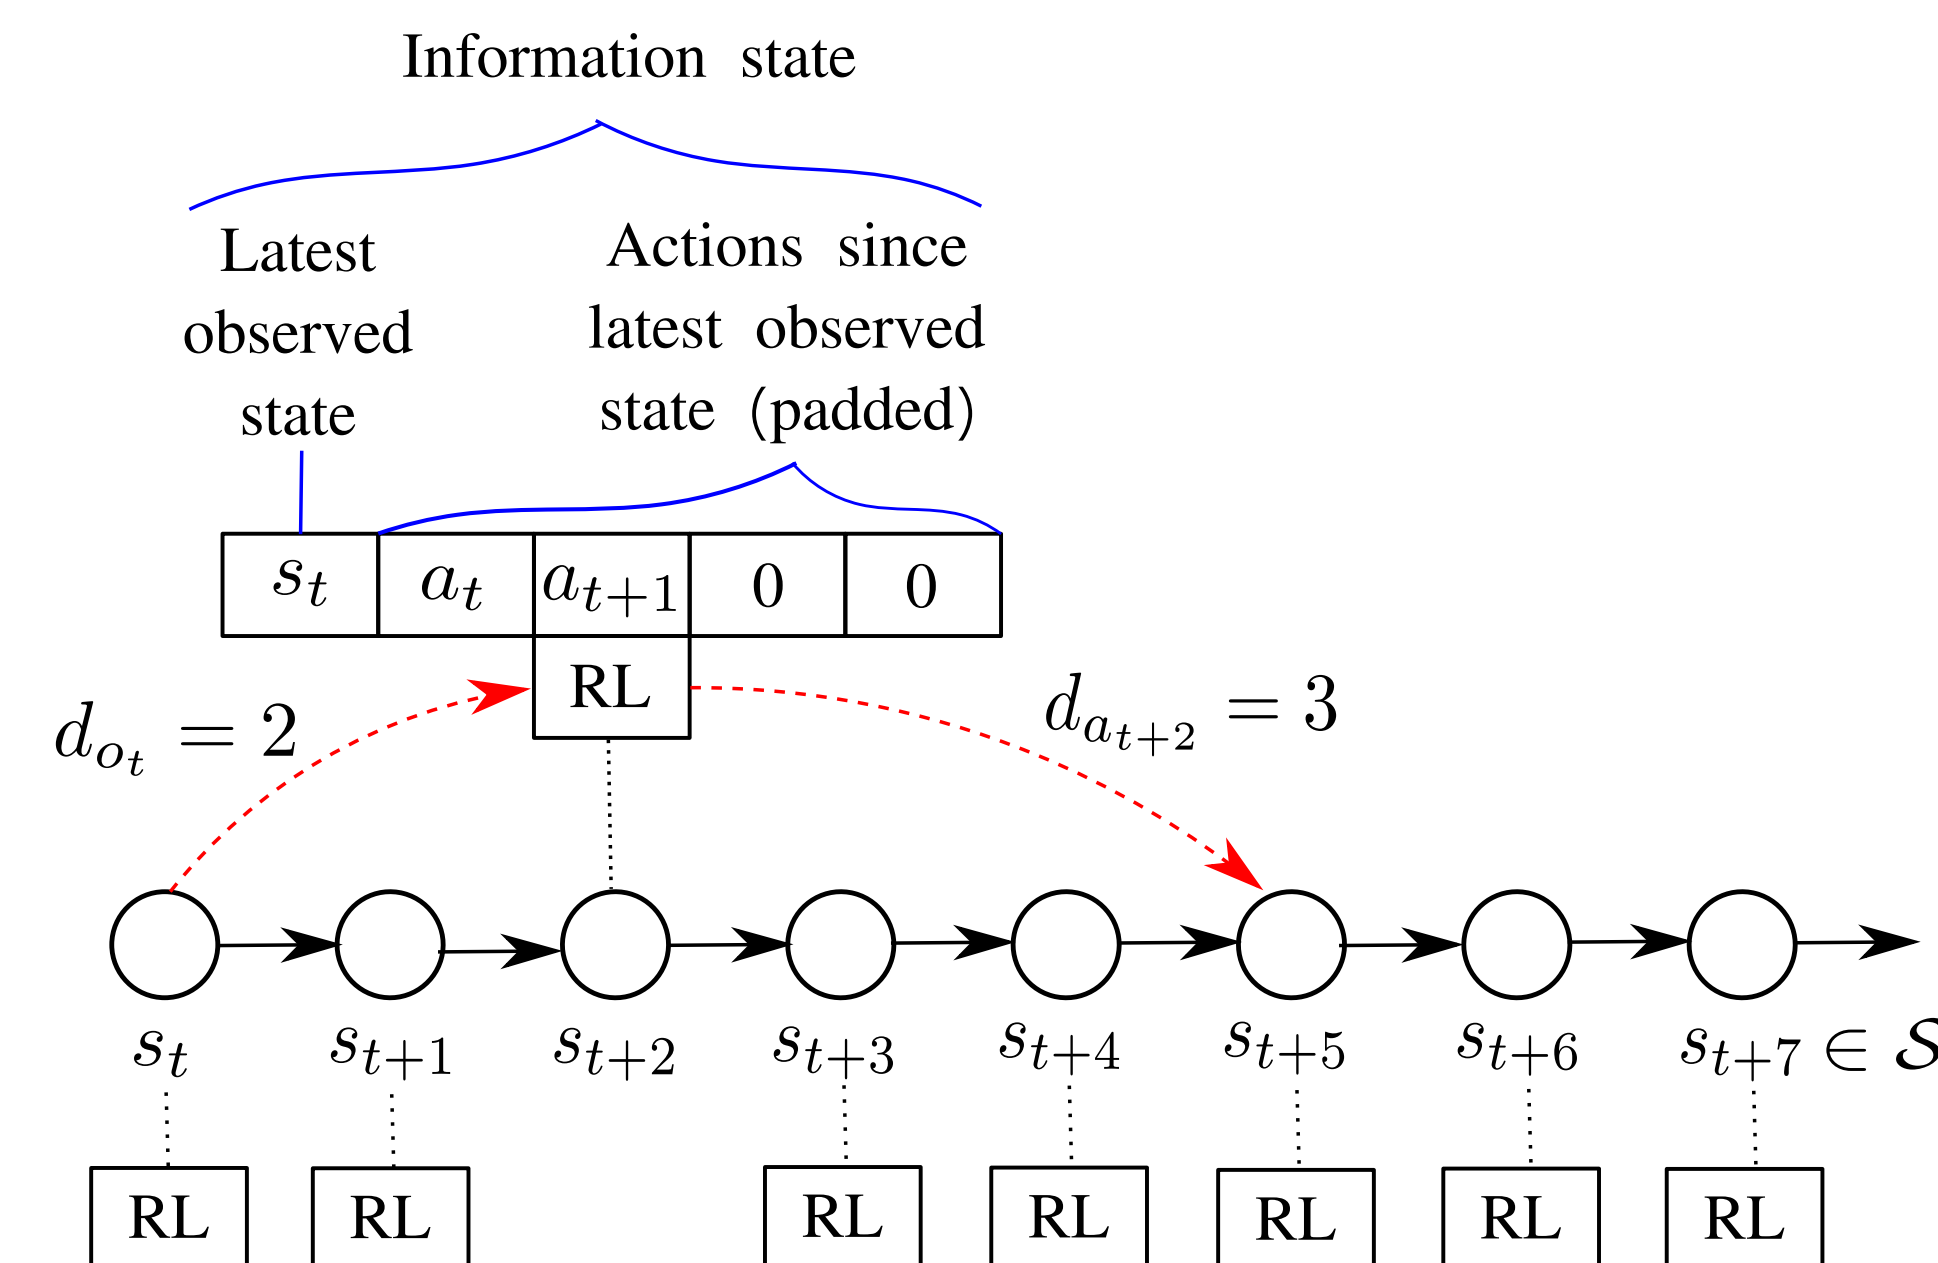 Information state
Latest observed state
Actions since latest observed state (padded)
s_t a_t a_{t+1} 0 0
RL
d_{o_t} = 2
d_{a_{t+2}} = 3
s_t s_{t+1} s_{t+2} s_{t+3} s_{t+4} s_{t+5} s_{t+6} s_{t+7} ∈ 𝒮
RL RL RL RL RL RL RL